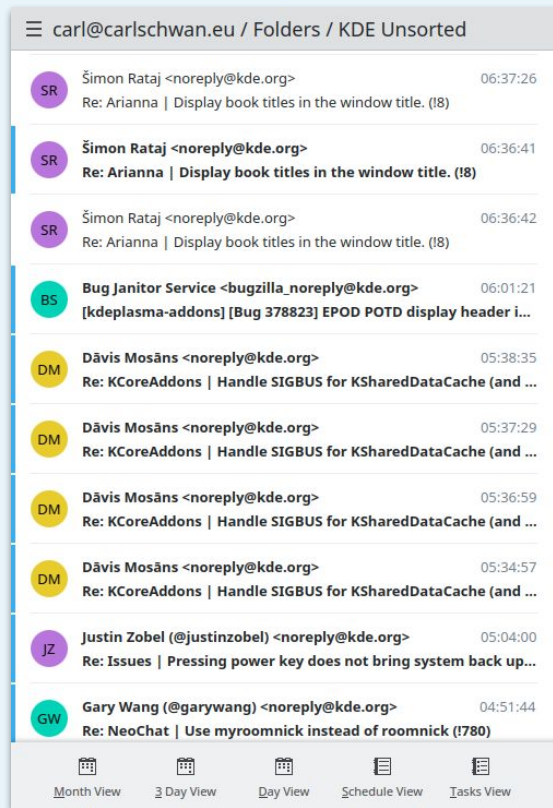 carl@carlschwan.eu / Folders / KDE Unsorted
SR Šimon Rataj <noreply@kde.org> 06:37:26
Re: Arianna | Display book titles in the window title. (!8)
SR Šimon Rataj <noreply@kde.org> 06:36:41
Re: Arianna | Display book titles in the window title. (!8)
SR Šimon Rataj <noreply@kde.org> 06:36:42
Re: Arianna | Display book titles in the window title. (!8)
BS Bug Janitor Service <bugzilla_noreply@kde.org> 06:01:21
[kdeplasma-addons] [Bug 378823] EPOD POTD display header i...
DM Dāvis Mosāns <noreply@kde.org> 05:38:35
Re: KCoreAddons | Handle SIGBUS for KSharedDataCache (and ...
DM Dāvis Mosāns <noreply@kde.org> 05:37:29
Re: KCoreAddons | Handle SIGBUS for KSharedDataCache (and ...
DM Dāvis Mosāns <noreply@kde.org> 05:36:59
Re: KCoreAddons | Handle SIGBUS for KSharedDataCache (and ...
DM Dāvis Mosāns <noreply@kde.org> 05:34:57
Re: KCoreAddons | Handle SIGBUS for KSharedDataCache (and ...
JZ Justin Zobel (@justinzobel) <noreply@kde.org> 05:04:00
Re: Issues | Pressing power key does not bring system back up...
GW Gary Wang (@garywang) <noreply@kde.org> 04:51:44
Re: NeoChat | Use myroomnick instead of roomnick (!780)
Month View 3 Day View Day View Schedule View Tasks View